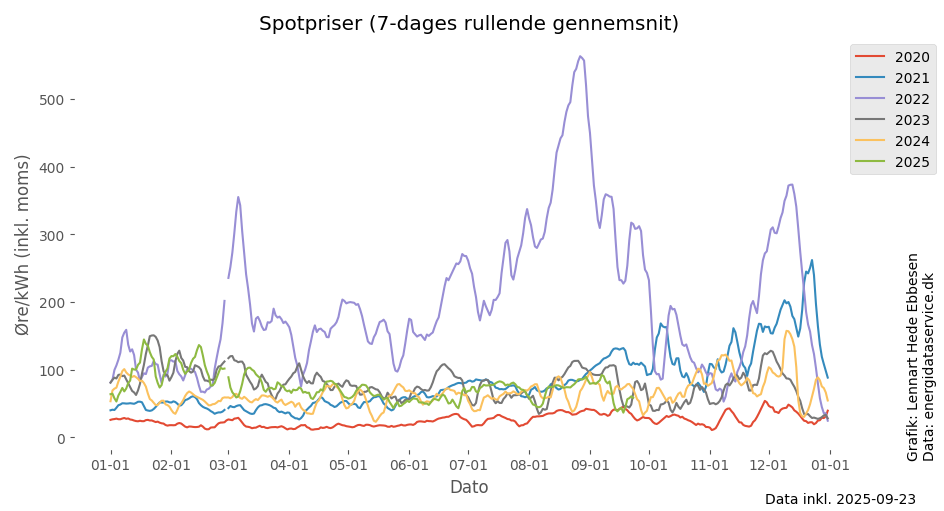 Spotpriser (7-dages rullende gennemsnit)
2020
2021
2022
2023
2024
2025
500
400
300
200
100
0
Øre/kWh (inkl. moms)
01-01 02-01 03-01 04-01 05-01 06-01 07-01 08-01 09-01 10-01 11-01 12-01 01-01
Dato
Grafik: Lennart Hede Ebbesen
Data: energidataservice.dk
Data inkl. 2025-09-23